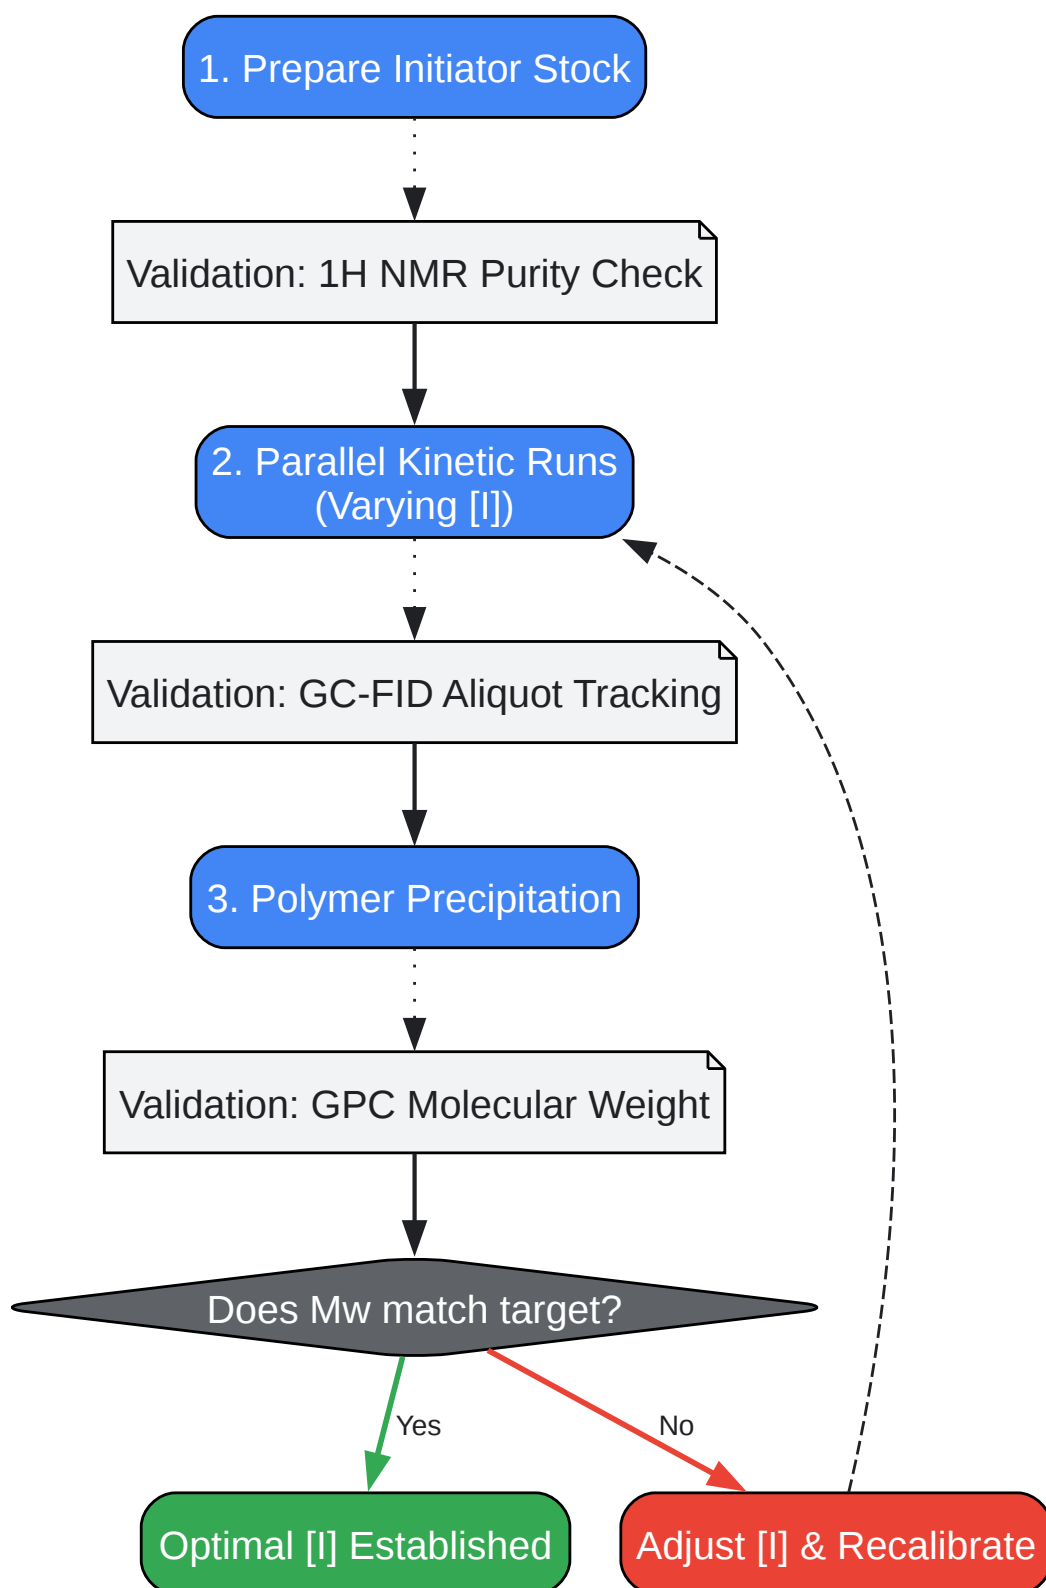 1. Prepare Initiator Stock
Validation: 1H NMR Purity Check
2. Parallel Kinetic Runs
(Varying [I])
Validation: GC-FID Aliquot Tracking
3. Polymer Precipitation
Validation: GPC Molecular Weight
Does Mw match target?
Yes
No
Optimal [I] Established
Adjust [I] & Recalibrate